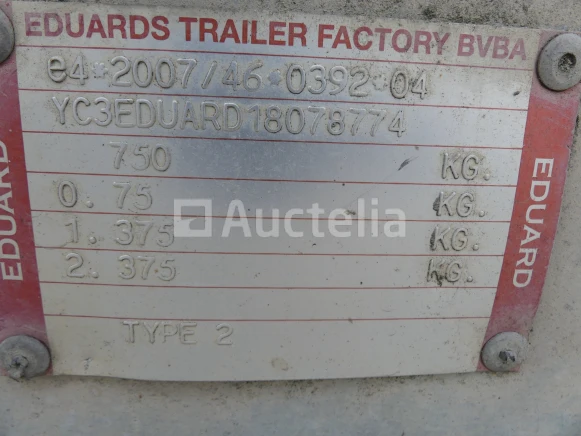 EDUARDS TRAILER FACTORY BVBA
e4*2007/46*0392*04
YC3EDUARD18078774
750 KG.
0. 75 KG.
1. 375 KG.
2. 375 KG.
TYPE 2
EDUARD
EDUARD
Auctelia